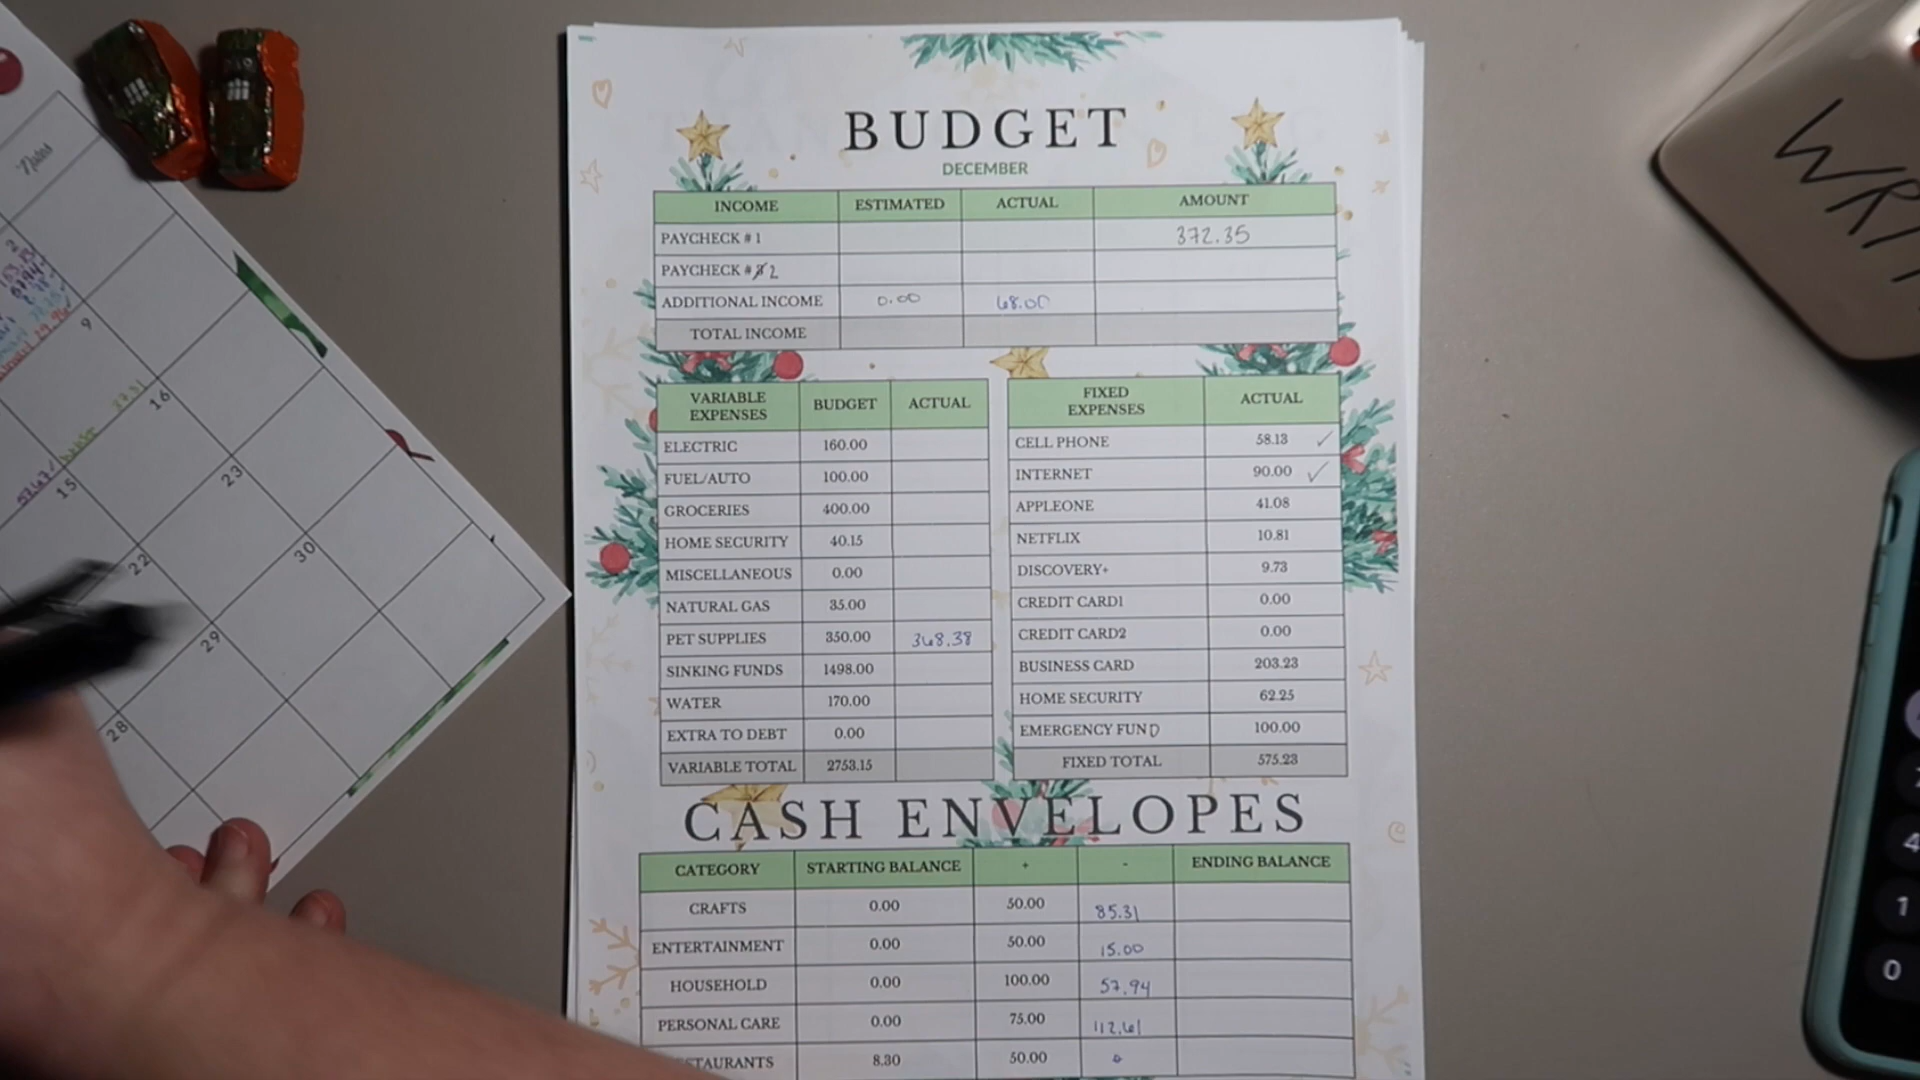 BUDGET
DECEMBER
INCOME ESTIMATED ACTUAL AMOUNT
PAYCHECK # 1 372.35
PAYCHECK # 2
ADDITIONAL INCOME 0.00 68.00
TOTAL INCOME
VARIABLE EXPENSES BUDGET ACTUAL
ELECTRIC 160.00
FUEL/AUTO 100.00
GROCERIES 400.00
HOME SECURITY 40.15
MISCELLANEOUS 0.00
NATURAL GAS 35.00
PET SUPPLIES 350.00 368.38
SINKING FUNDS 1498.00
WATER 170.00
EXTRA TO DEBT 0.00
VARIABLE TOTAL 2753.15
FIXED EXPENSES ACTUAL
CELL PHONE 58.13 ✓
INTERNET 90.00 ✓
APPLEONE 41.08
NETFLIX 10.81
DISCOVERY+ 9.73
CREDIT CARD1 0.00
CREDIT CARD2 0.00
BUSINESS CARD 203.23
HOME SECURITY 62.25
EMERGENCY FUND 100.00
FIXED TOTAL 575.23
CASH ENVELOPES
CATEGORY STARTING BALANCE + - ENDING BALANCE
CRAFTS 0.00 50.00 85.31
ENTERTAINMENT 0.00 50.00 15.00
HOUSEHOLD 0.00 100.00 57.94
PERSONAL CARE 0.00 75.00 112.61
STAURANTS 8.30 50.00 0
Notes
2
9
16
15
23
22
30
29
28
WRI
4
1
0